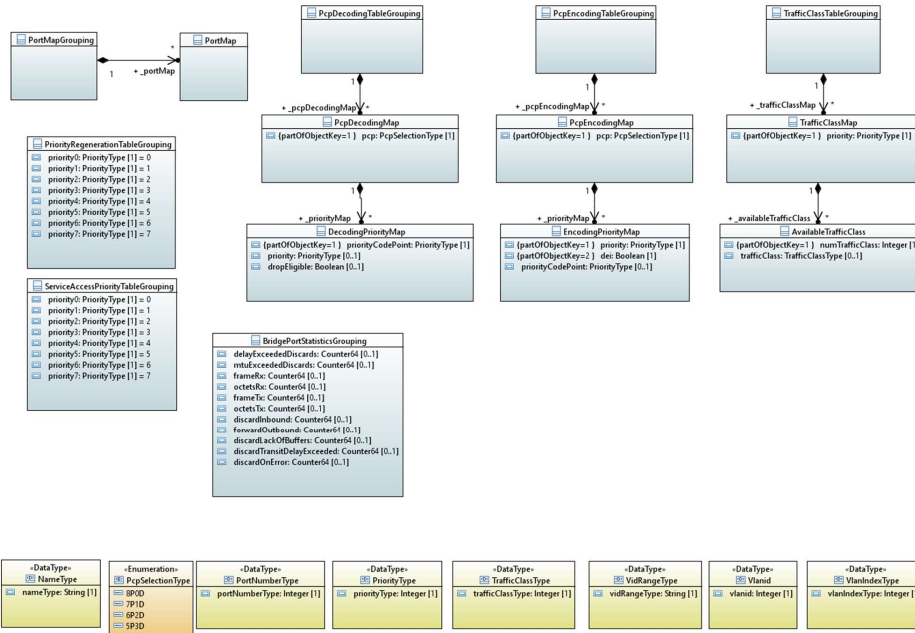 PortMapGrouping
PortMap
*
1
+ _portMap
PcpDecodingTableGrouping
1
+ _pcpDecodingMap
*
PcpDecodingMap
{partOfObjectKey=1 } pcp: PcpSelectionType [1]
1
+ _priorityMap
*
DecodingPriorityMap
{partOfObjectKey=1 } priorityCodePoint: PriorityType [1]
priority: PriorityType [0..1]
dropEligible: Boolean [0..1]
PcpEncodingTableGrouping
1
+ _pcpEncodingMap
*
PcpEncodingMap
{partOfObjectKey=1 } pcp: PcpSelectionType [1]
1
+ _priorityMap
*
EncodingPriorityMap
{partOfObjectKey=1 } priority: PriorityType [1]
{partOfObjectKey=2 } dei: Boolean [1]
priorityCodePoint: PriorityType [0..1]
TrafficClassTableGrouping
1
+ _trafficClassMap
*
TrafficClassMap
{partOfObjectKey=1 } priority: PriorityType [1]
1
+ _availableTrafficClass
*
AvailableTrafficClass
{partOfObjectKey=1 } numTrafficClass: Integer [1
trafficClass: TrafficClassType [0..1]
PriorityRegenerationTableGrouping
priority0: PriorityType [1] = 0
priority1: PriorityType [1] = 1
priority2: PriorityType [1] = 2
priority3: PriorityType [1] = 3
priority4: PriorityType [1] = 4
priority5: PriorityType [1] = 5
priority6: PriorityType [1] = 6
priority7: PriorityType [1] = 7
ServiceAccessPriorityTableGrouping
priority0: PriorityType [1] = 0
priority1: PriorityType [1] = 1
priority2: PriorityType [1] = 2
priority3: PriorityType [1] = 3
priority4: PriorityType [1] = 4
priority5: PriorityType [1] = 5
priority6: PriorityType [1] = 6
priority7: PriorityType [1] = 7
BridgePortStatisticsGrouping
delayExceededDiscards: Counter64 [0..1]
mtuExceededDiscards: Counter64 [0..1]
frameRx: Counter64 [0..1]
octetsRx: Counter64 [0..1]
frameTx: Counter64 [0..1]
octetsTx: Counter64 [0..1]
discardInbound: Counter64 [0..1]
forwardOutbound: Counter64 [0..1]
discardLackOfBuffers: Counter64 [0..1]
discardTransitDelayExceeded: Counter64 [0..1]
discardOnError: Counter64 [0..1]
«DataType»
NameType
nameType: String [1]
«Enumeration»
PcpSelectionType
8P0D
7P1D
6P2D
5P3D
«DataType»
PortNumberType
portNumberType: Integer [1]
«DataType»
PriorityType
priorityType: Integer [1]
«DataType»
TrafficClassType
trafficClassType: Integer [1]
«DataType»
VidRangeType
vidRangeType: String [1]
«DataType»
Vlanid
vlanid: Integer [1]
«DataType»
VlanIndexType
vlanIndexType: Integer [1